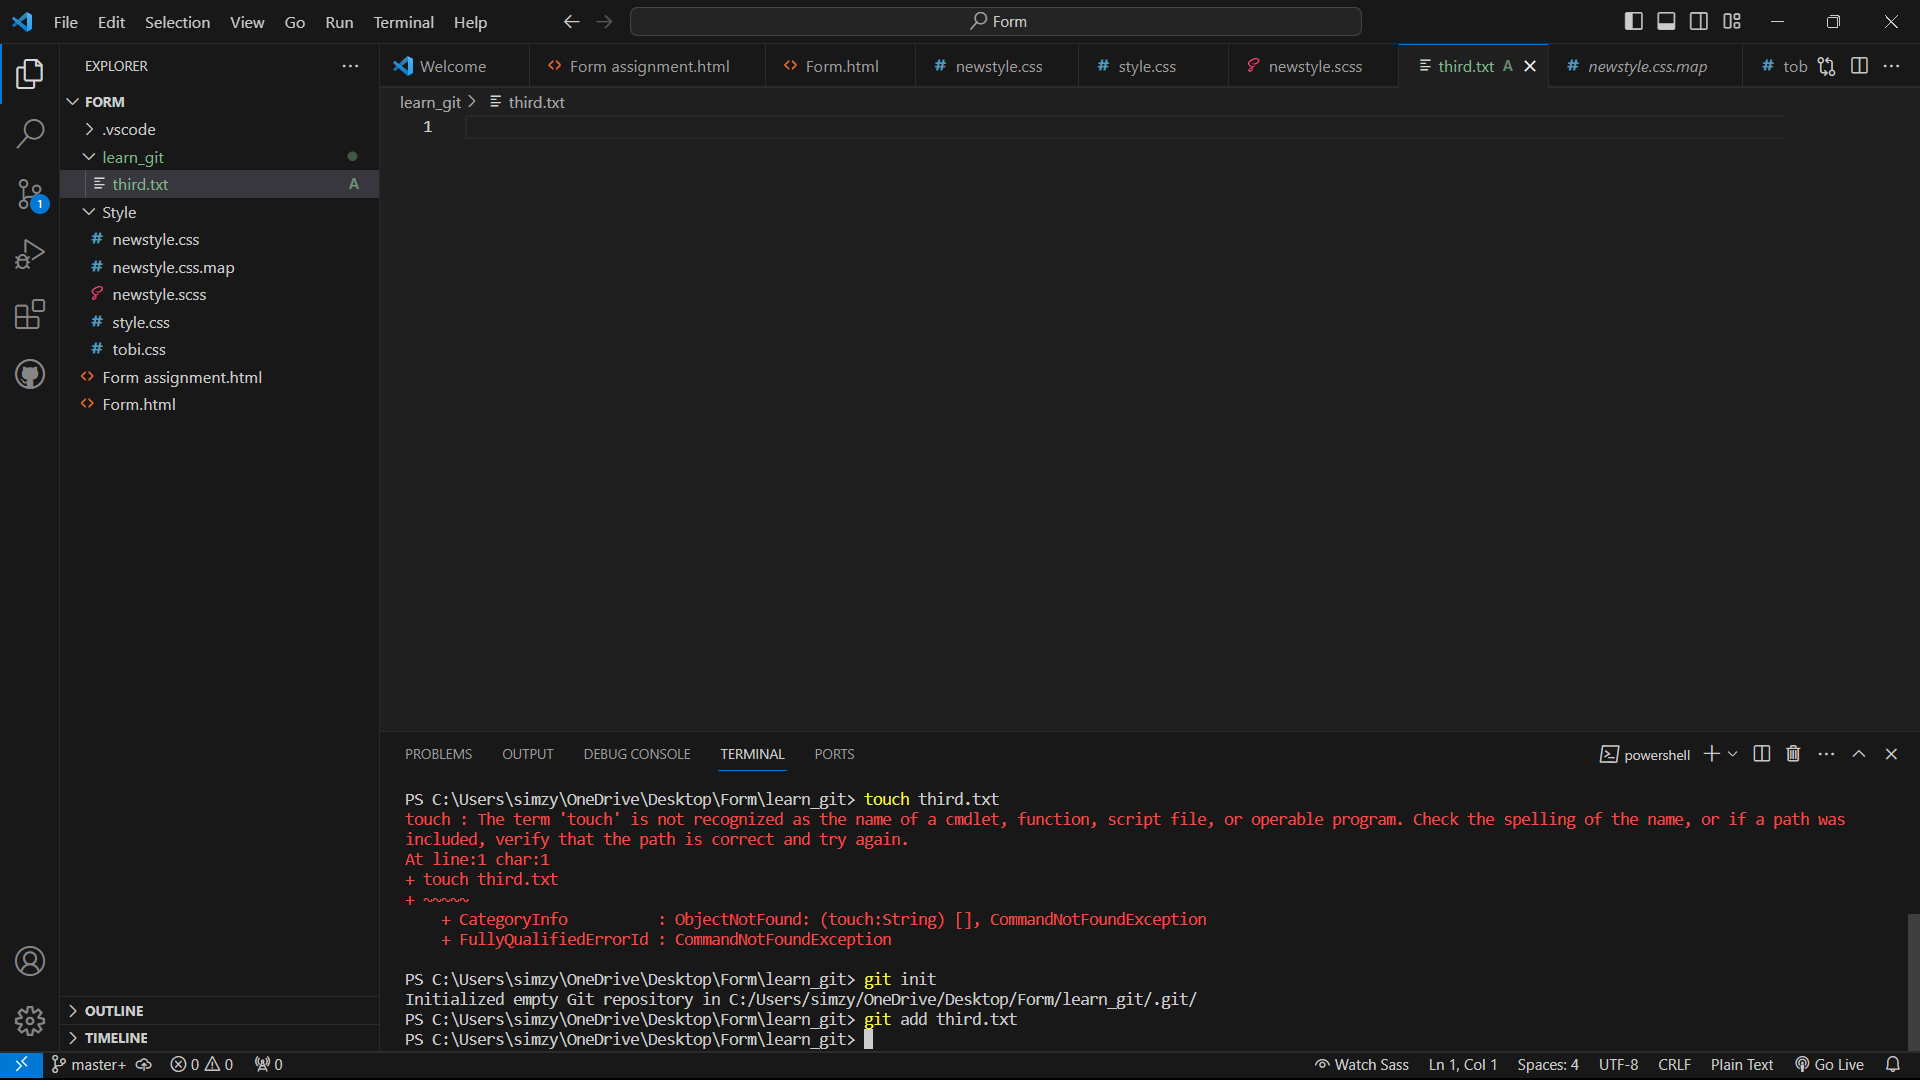 File Edit Selection View Go Run Terminal Help
Form
EXPLORER
FORM
.vscode
learn_git
third.txt A
Style
newstyle.css
newstyle.css.map
newstyle.scss
style.css
tobi.css
Form assignment.html
Form.html
OUTLINE
TIMELINE
1
Welcome Form assignment.html Form.html newstyle.css style.css newstyle.scss third.txt A newstyle.css.map tob
learn_git > third.txt
1
PROBLEMS OUTPUT DEBUG CONSOLE TERMINAL PORTS
powershell
PS C:\Users\simzy\OneDrive\Desktop\Form\learn_git> touch third.txt
touch : The term 'touch' is not recognized as the name of a cmdlet, function, script file, or operable program. Check the spelling of the name, or if a path was
included, verify that the path is correct and try again.
At line:1 char:1
+ touch third.txt
+ ~~~~~
    + CategoryInfo          : ObjectNotFound: (touch:String) [], CommandNotFoundException
    + FullyQualifiedErrorId : CommandNotFoundException
PS C:\Users\simzy\OneDrive\Desktop\Form\learn_git> git init
Initialized empty Git repository in C:/Users/simzy/OneDrive/Desktop/Form/learn_git/.git/
PS C:\Users\simzy\OneDrive\Desktop\Form\learn_git> git add third.txt
PS C:\Users\simzy\OneDrive\Desktop\Form\learn_git>
master+ 0 0 0 Watch Sass Ln 1, Col 1 Spaces: 4 UTF-8 CRLF Plain Text Go Live